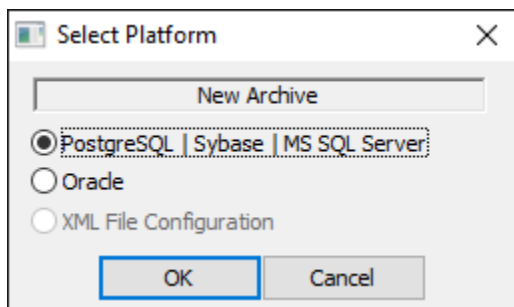 Select Platform
New Archive
PostgreSQL | Sybase | MS SQL Server
Oracle
XML File Configuration
OK
Cancel